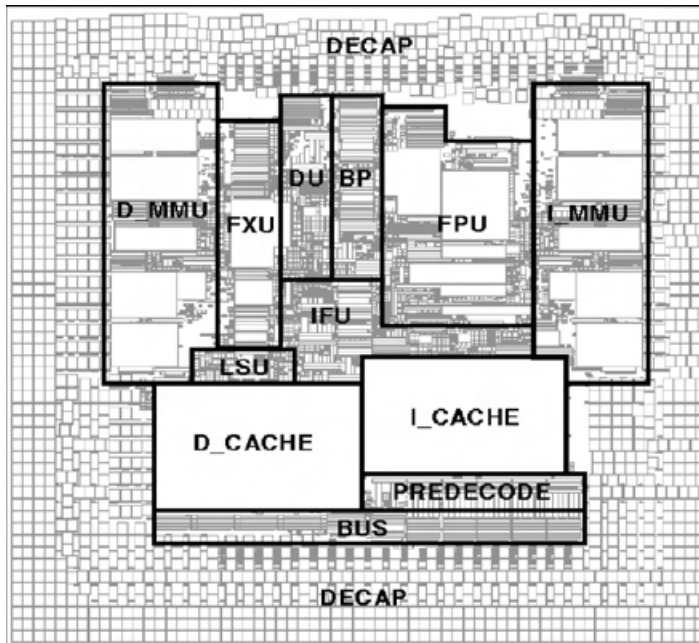 DECAP
D_MMU
FXU
DU
BP
FPU
I_MMU
IFU
LSU
D_CACHE
I_CACHE
PREDECODE
BUS
DECAP